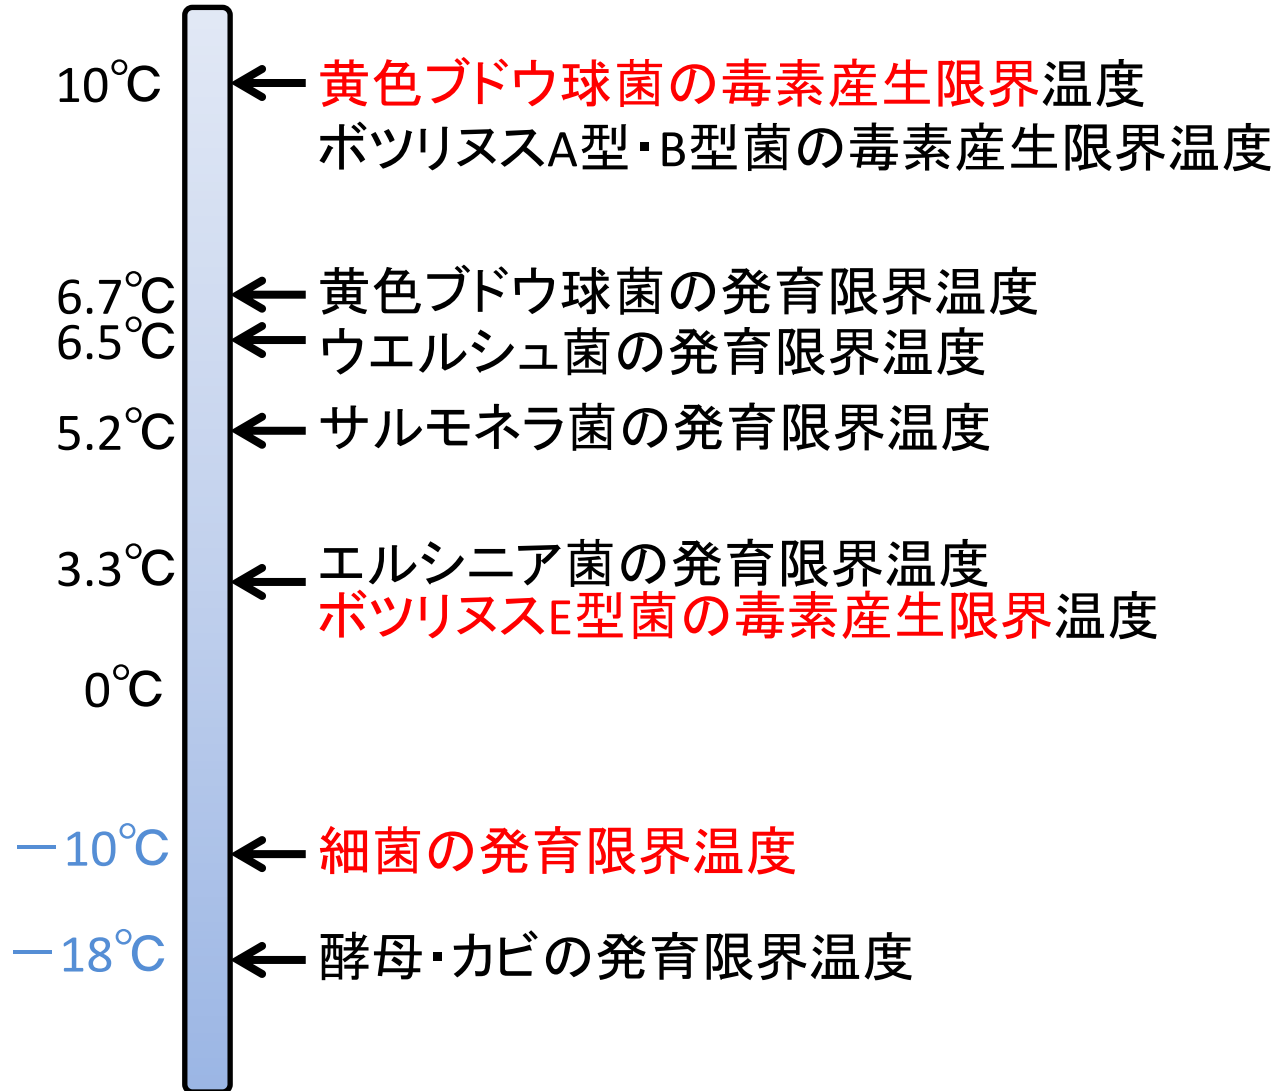 10℃ 黄色ブドウ球菌の毒素産生限界温度
ボツリヌスA型・B型菌の毒素産生限界温度
6.7℃ 黄色ブドウ球菌の発育限界温度
6.5℃ ウエルシュ菌の発育限界温度
5.2℃ サルモネラ菌の発育限界温度
3.3℃ エルシニア菌の発育限界温度
ボツリヌスE型菌の毒素産生限界温度
0℃
－10℃ 細菌の発育限界温度
－18℃ 酵母・カビの発育限界温度